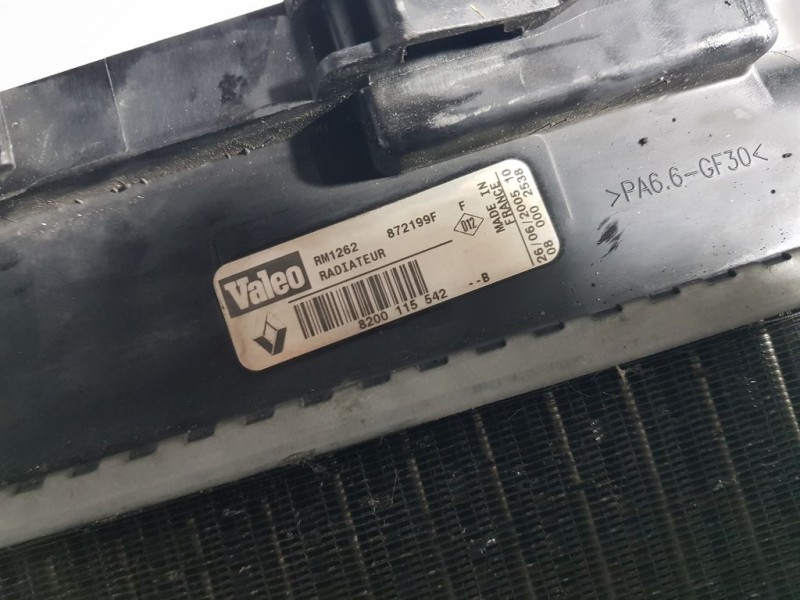 Valeo
RM1262 872199F F
RADIATEUR
D12
8200 115 542 --B
MADE IN
FRANCE 10
26/06/2005 2538
08 000
>PA6.6-GF30<